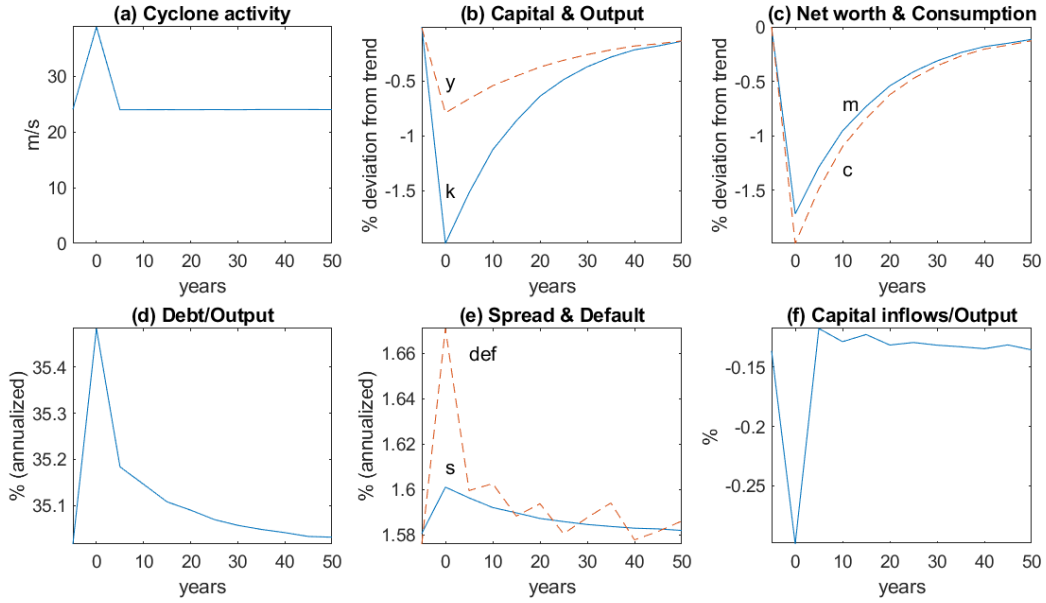 (a) Cyclone activity
m/s
30
20
10
0
0 10 20 30 40 50
years
(b) Capital & Output
% deviation from trend
-0.5
-1
-1.5
y
k
0 10 20 30 40 50
years
(c) Net worth & Consumption
% deviation from trend
0
-0.5
-1
-1.5
m
c
0 10 20 30 40 50
years
(d) Debt/Output
% (annualized)
35.4
35.3
35.2
35.1
0 10 20 30 40 50
years
(e) Spread & Default
% (annualized)
1.66
1.64
1.62
1.6
1.58
def
s
0 10 20 30 40 50
years
(f) Capital inflows/Output
%
-0.15
-0.2
-0.25
0 10 20 30 40 50
years